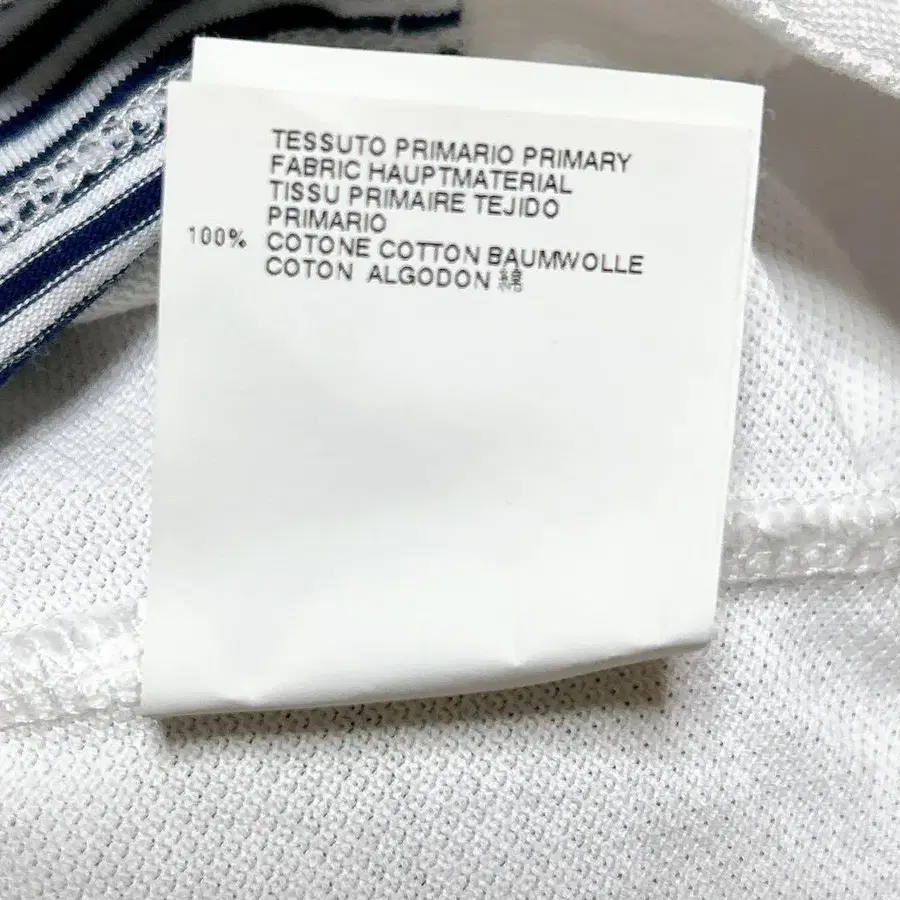 TESSUTO PRIMARIO PRIMARY
FABRIC HAUPTMATERIAL
TISSU PRIMAIRE TEJIDO
PRIMARIO
100% COTONE COTTON BAUMWOLLE
COTON ALGODON 綿